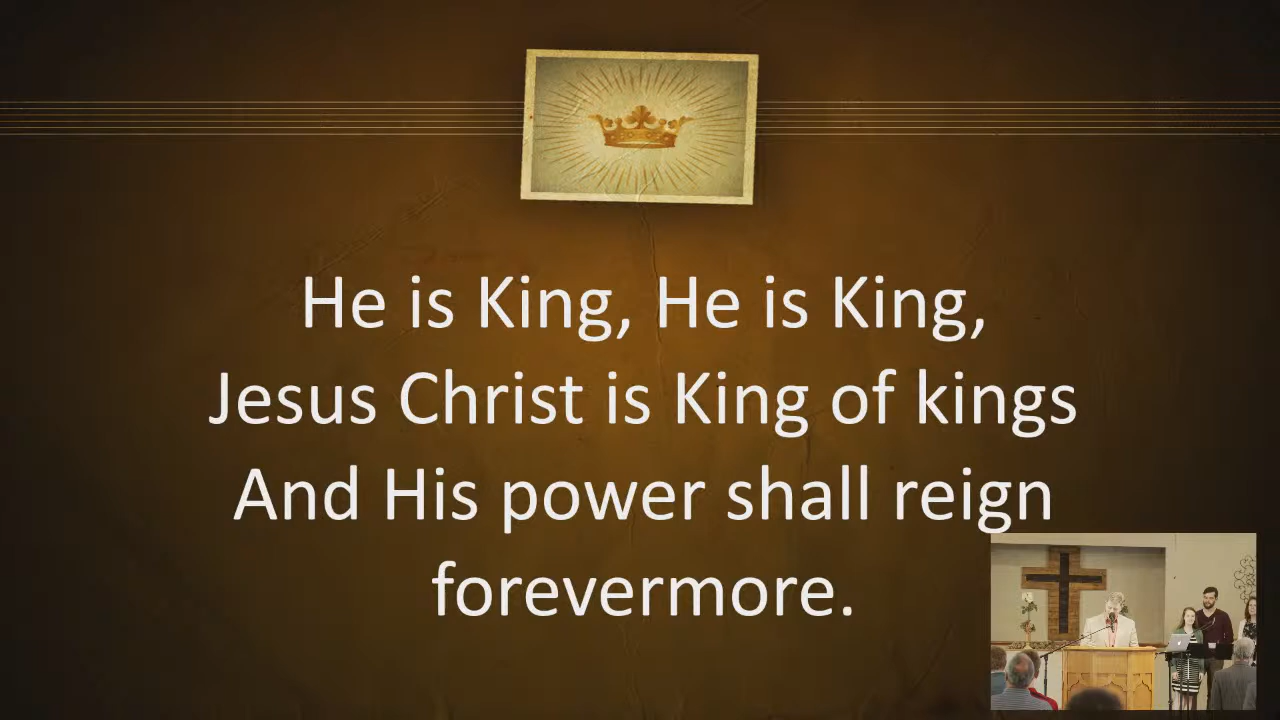 He is King, He is King,
Jesus Christ is King of kings
And His power shall reign
forevermore.